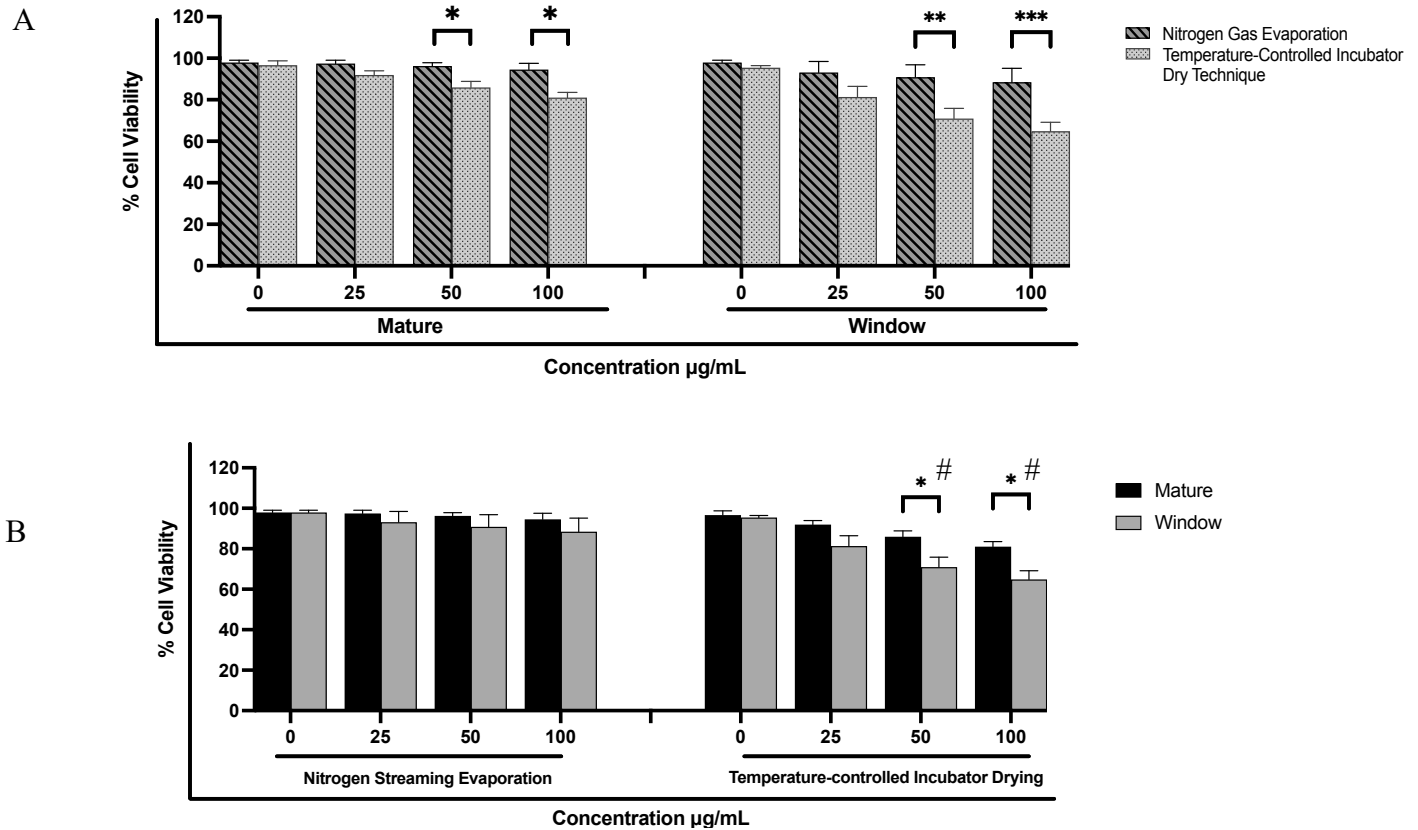 A
120
100
80
60
40
20
0
% Cell Viability
* * ** ***
Nitrogen Gas Evaporation
Temperature-Controlled Incubator
Dry Technique
0 25 50 100 0 25 50 100
Mature Window
Concentration µg/mL
B
120
100
80
60
40
20
0
% Cell Viability
* # * #
Mature
Window
0 25 50 100 0 25 50 100
Nitrogen Streaming Evaporation Temperature-controlled Incubator Drying
Concentration µg/mL